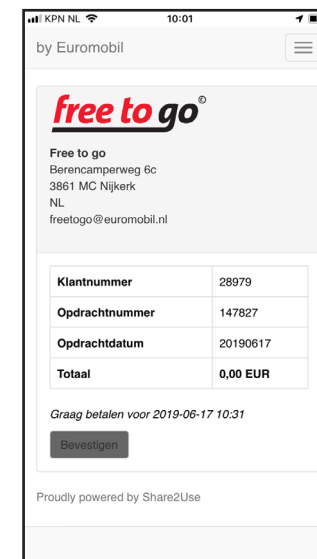 KPN NL 10:01
by Euromobil
free to go©
Free to go
Berencamperweg 6c
3861 MC Nijkerk
NL
freetogo@euromobil.nl
Klantnummer 28979
Opdrachtnummer 147827
Opdrachtdatum 20190617
Totaal 0,00 EUR
Graag betalen voor 2019-06-17 10:31
Bevestigen
Proudly powered by Share2Use